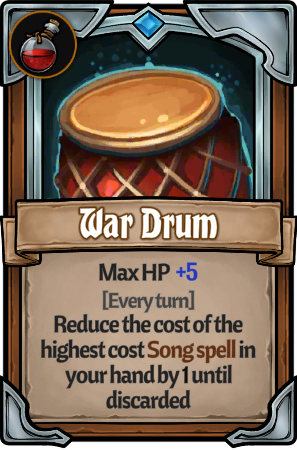 War Drum
Max HP +5
[Every turn]
Reduce the cost of the
highest cost Song spell in
your hand by 1 until
discarded